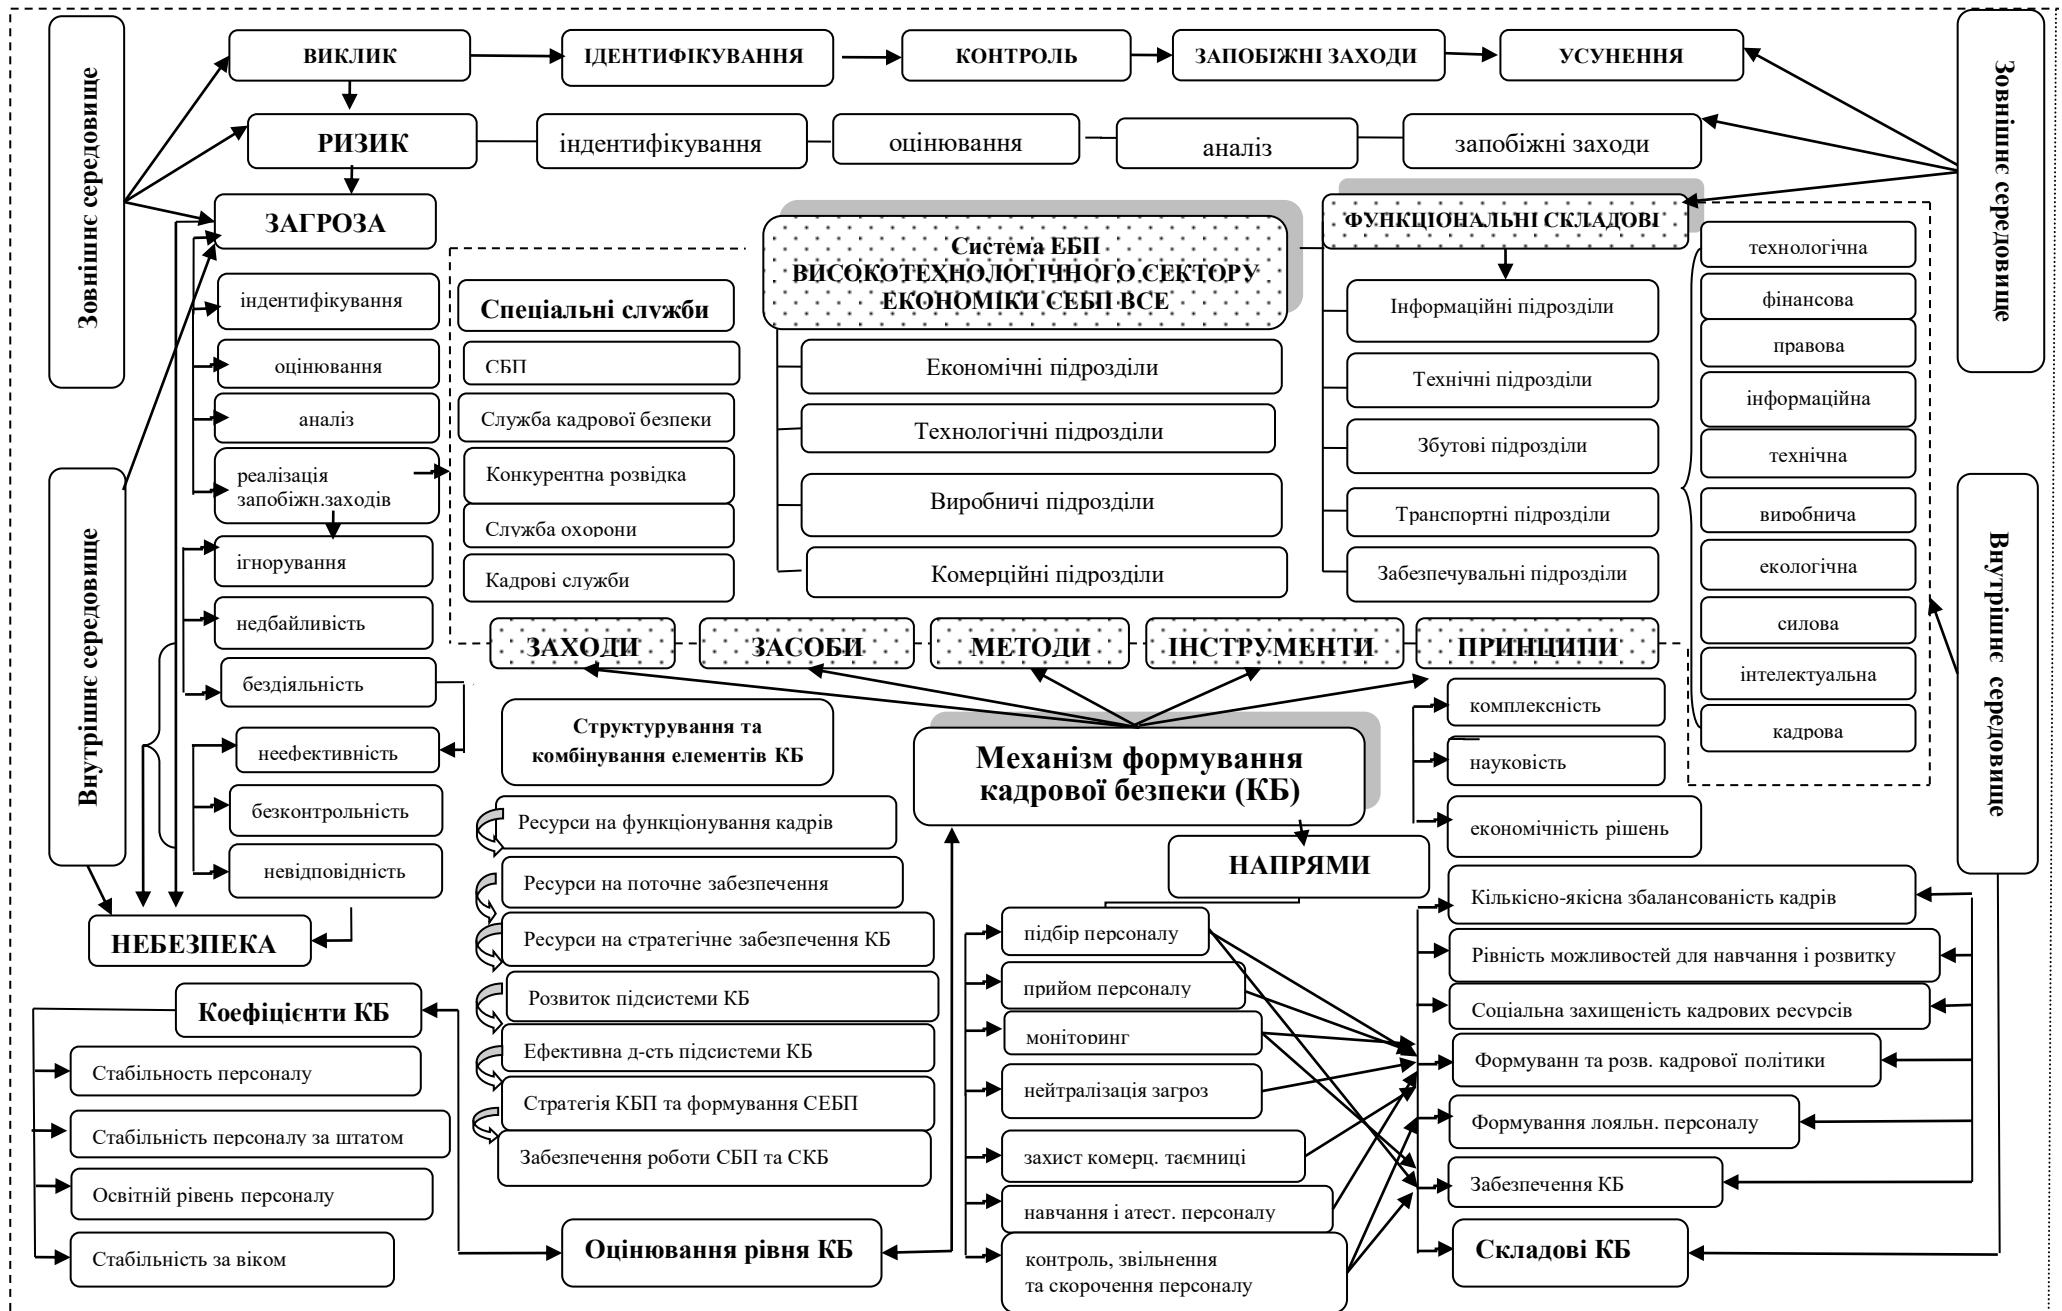 Зовнішнє середовище
ВИКЛИК
ІДЕНТИФІКУВАННЯ
КОНТРОЛЬ
ЗАПОБІЖНІ ЗАХОДИ
УСУНЕННЯ
Зовнішнє середовище
РИЗИК
індентифікування
оцінювання
аналіз
запобіжні заходи
ЗАГРОЗА
індентифікування
оцінювання
аналіз
реалізація
запобіжн.заходів
ігнорування
недбайливість
бездіяльність
неефективність
безконтрольність
невідповідність
Внутрішнє середовище
НЕБЕЗПЕКА
Спеціальні служби
СБП
Служба кадрової безпеки
Конкурентна розвідка
Служба охорони
Кадрові служби
Система ЕБП
ВИСОКОТЕХНОЛОГІЧНОГО СЕКТОРУ
ЕКОНОМІКИ СЕБП ВСЕ
Економічні підрозділи
Технологічні підрозділи
Виробничі підрозділи
Комерційні підрозділи
ФУНКЦІОНАЛЬНІ СКЛАДОВІ
Інформаційні підрозділи
Технічні підрозділи
Збутові підрозділи
Транспортні підрозділи
Забезпечувальні підрозділи
технологічна
фінансова
правова
інформаційна
технічна
виробнича
екологічна
силова
інтелектуальна
кадрова
Внутрішнє середовище
ЗАХОДИ
ЗАСОБИ
МЕТОДИ
ІНСТРУМЕНТИ
ПРИНЦИПИ
комплексність
науковість
економічність рішень
Структурування та
комбінування елементів КБ
Ресурси на функціонування кадрів
Ресурси на поточне забезпечення
Ресурси на стратегічне забезпечення КБ
Розвиток підсистеми КБ
Ефективна д-сть підсистеми КБ
Стратегія КБП та формування СЕБП
Забезпечення роботи СБП та СКБ
Механізм формування
кадрової безпеки (КБ)
НАПРЯМИ
підбір персоналу
прийом персоналу
моніторинг
нейтралізація загроз
захист комерц. таємниці
навчання і атест. персоналу
контроль, звільнення
та скорочення персоналу
Кількісно-якісна збалансованість кадрів
Рівність можливостей для навчання і розвитку
Соціальна захищеність кадрових ресурсів
Формуванн та розв. кадрової політики
Формування лояльн. персоналу
Забезпечення КБ
Складові КБ
Коефіцієнти КБ
Стабільность персоналу
Стабільність персоналу за штатом
Освітній рівень персоналу
Стабільність за віком
Оцінювання рівня КБ